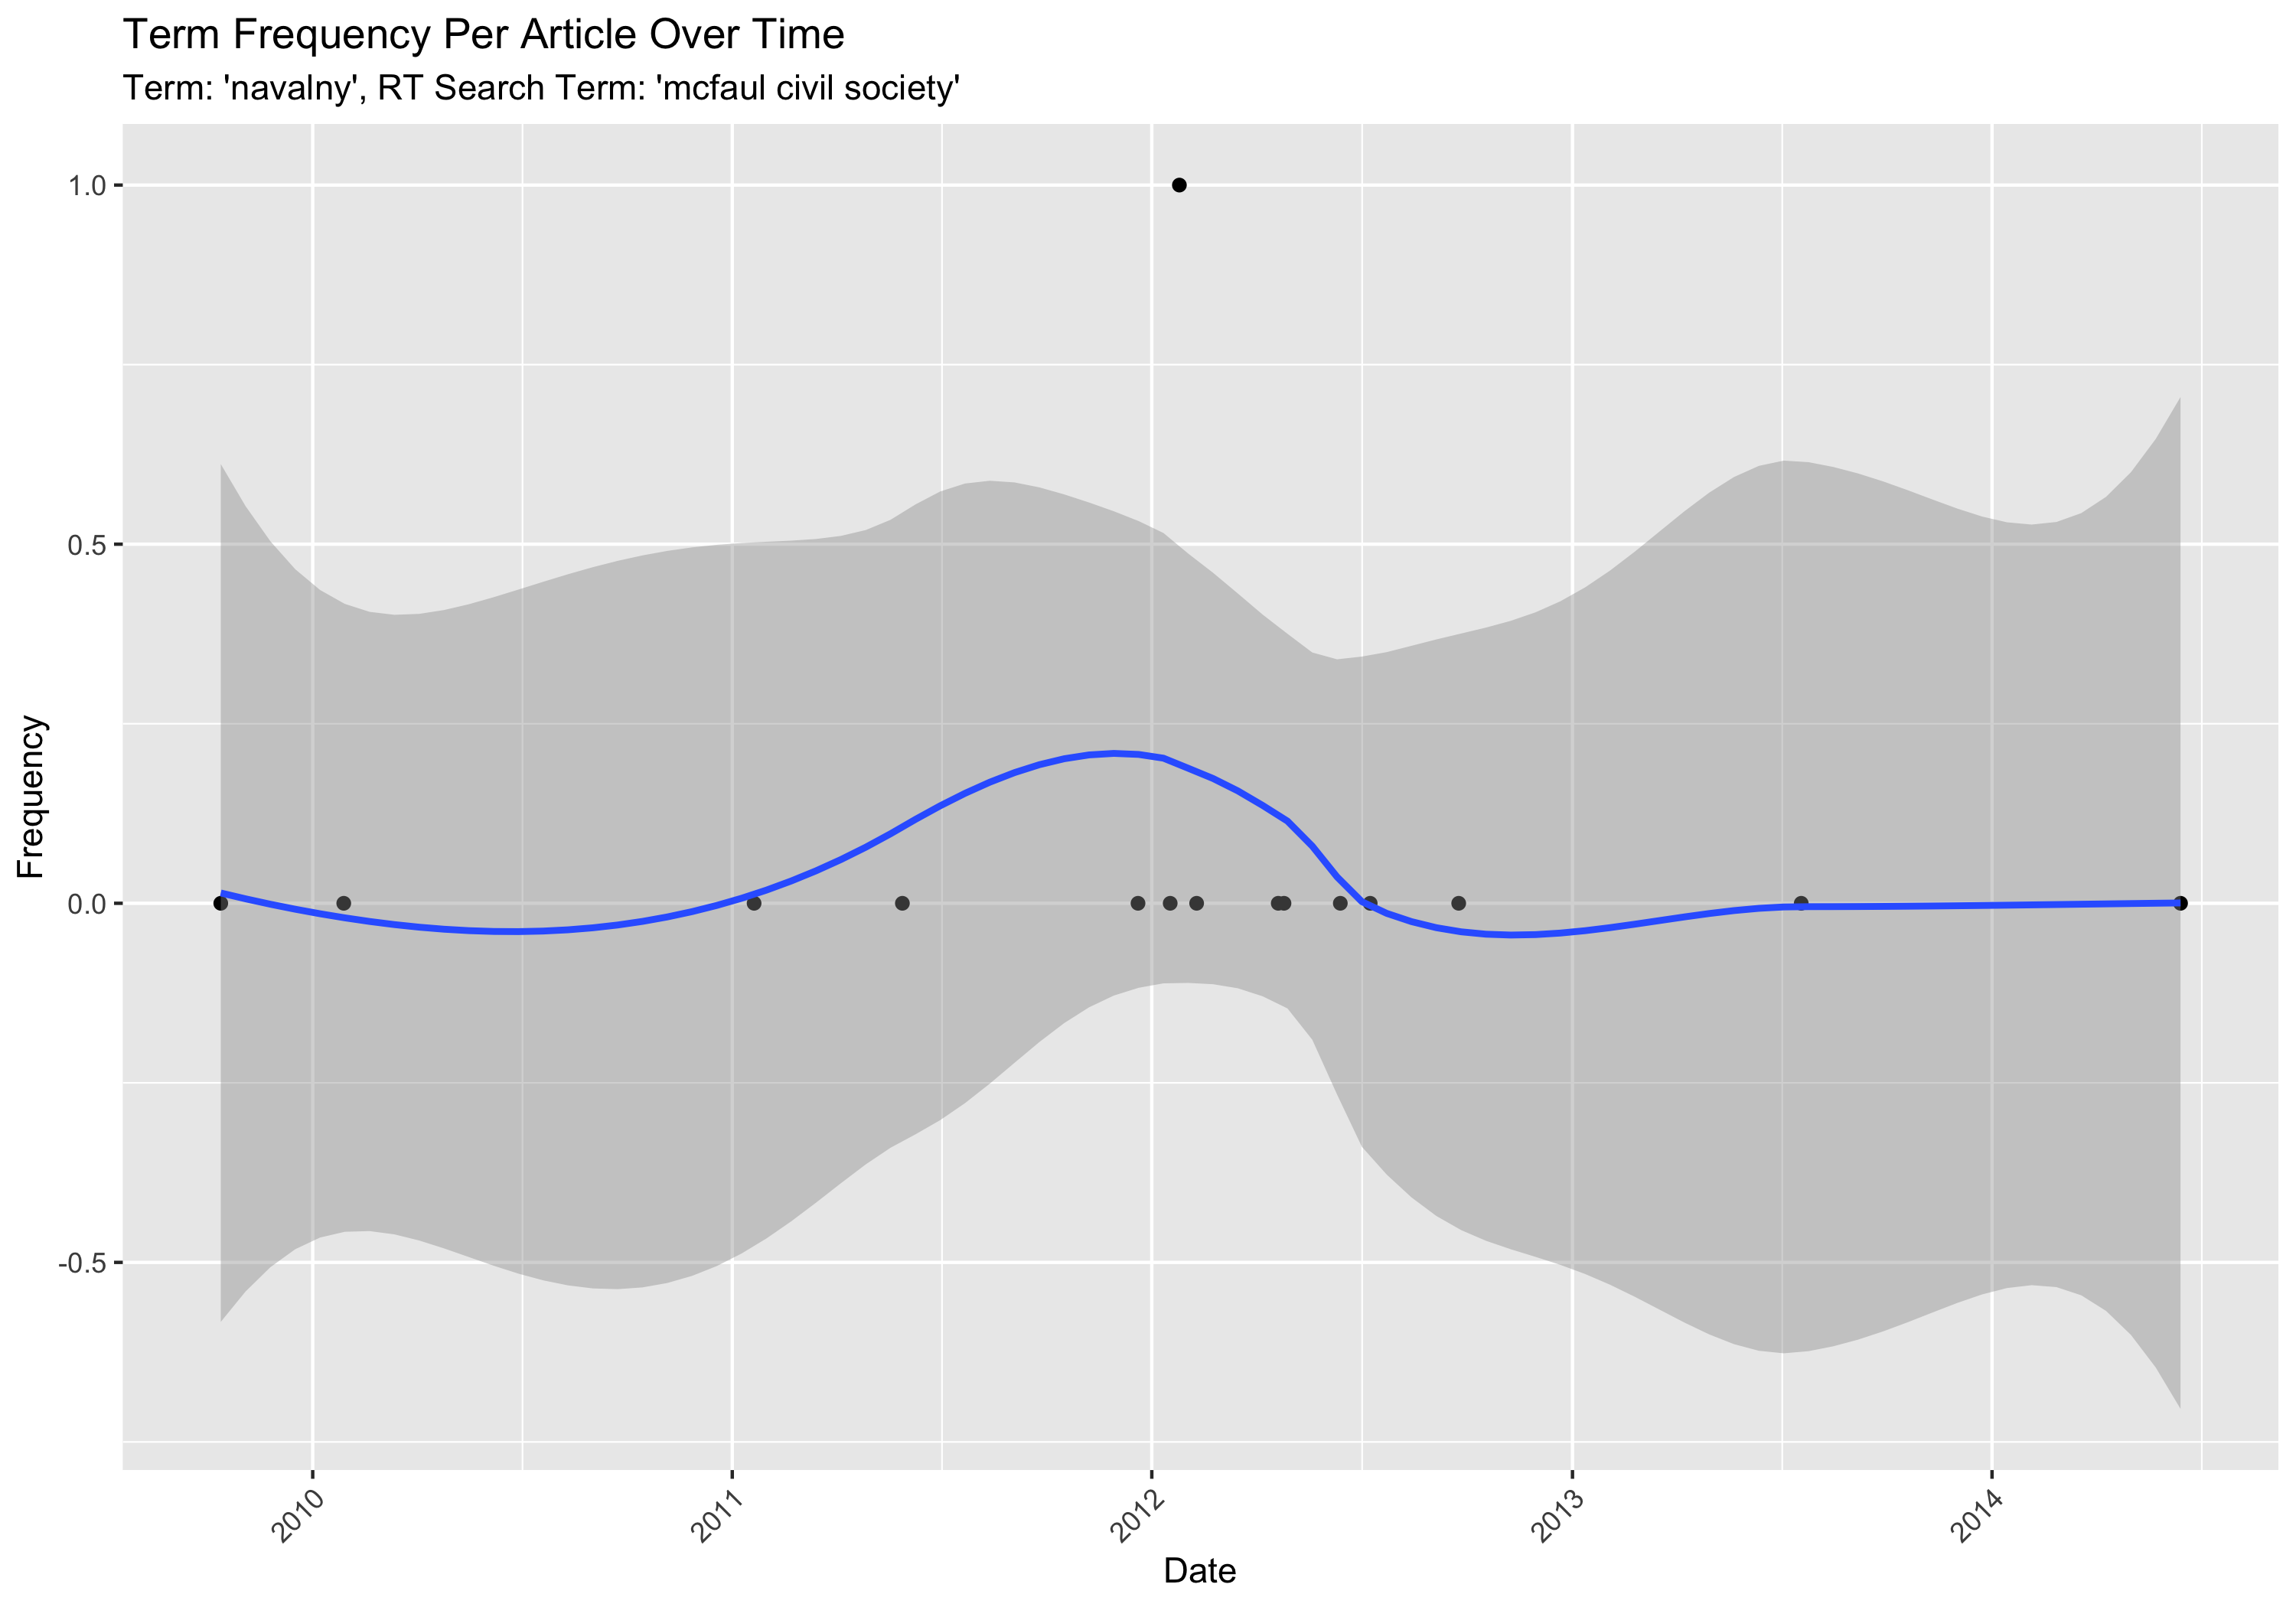 Term Frequency Per Article Over Time
Term: 'navalny', RT Search Term: 'mcfaul civil society'
1.0
0.5
0.0
-0.5
Frequency
2010
2011
2012
2013
2014
Date